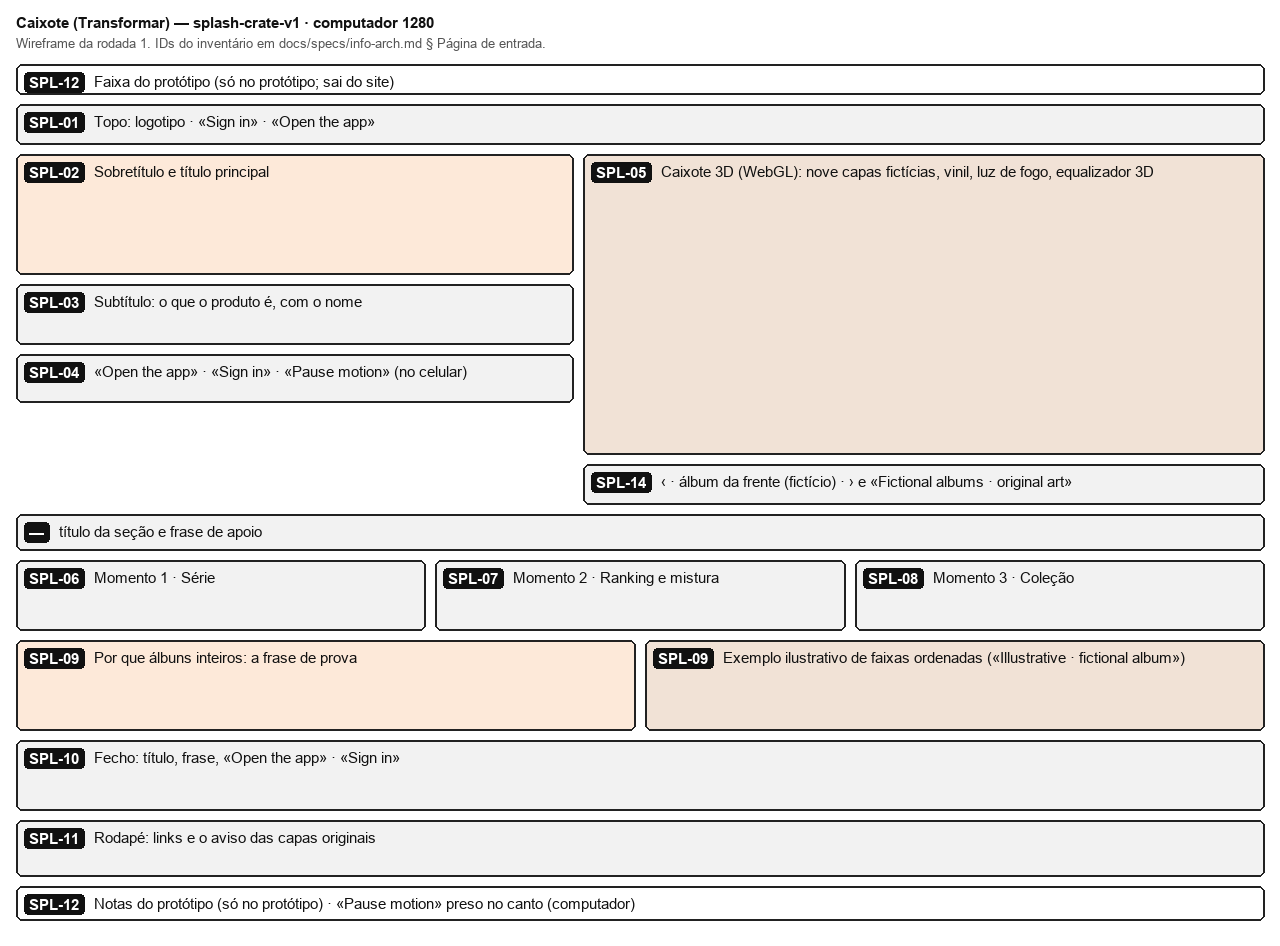 Caixote (Transformar) — splash-crate-v1 · computador 1280
Wireframe da rodada 1. IDs do inventário em docs/specs/info-arch.md § Página de entrada.
SPL-12 Faixa do protótipo (só no protótipo; sai do site)
SPL-01 Topo: logotipo · «Sign in» · «Open the app»
SPL-02 Sobretítulo e título principal
SPL-05 Caixote 3D (WebGL): nove capas fictícias, vinil, luz de fogo, equalizador 3D
SPL-03 Subtítulo: o que o produto é, com o nome
SPL-04 «Open the app» · «Sign in» · «Pause motion» (no celular)
SPL-14 ‹ · álbum da frente (fictício) · › e «Fictional albums · original art»
— título da seção e frase de apoio
SPL-06 Momento 1 · Série
SPL-07 Momento 2 · Ranking e mistura
SPL-08 Momento 3 · Coleção
SPL-09 Por que álbuns inteiros: a frase de prova
SPL-09 Exemplo ilustrativo de faixas ordenadas («Illustrative · fictional album»)
SPL-10 Fecho: título, frase, «Open the app» · «Sign in»
SPL-11 Rodapé: links e o aviso das capas originais
SPL-12 Notas do protótipo (só no protótipo) · «Pause motion» preso no canto (computador)